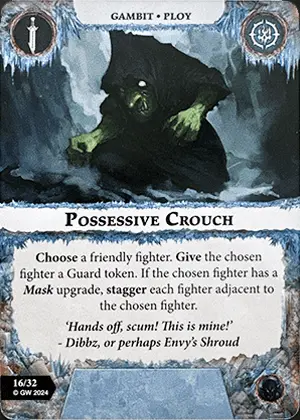 GAMBIT • PLOY
POSSESSIVE CROUCH
Choose a friendly fighter. Give the chosen
fighter a Guard token. If the chosen fighter has a
Mask upgrade, stagger each fighter adjacent to
the chosen fighter.
‘Hands off, scum! This is mine!’
- Dibbz, or perhaps Envy’s Shroud
16/32
© GW 2024